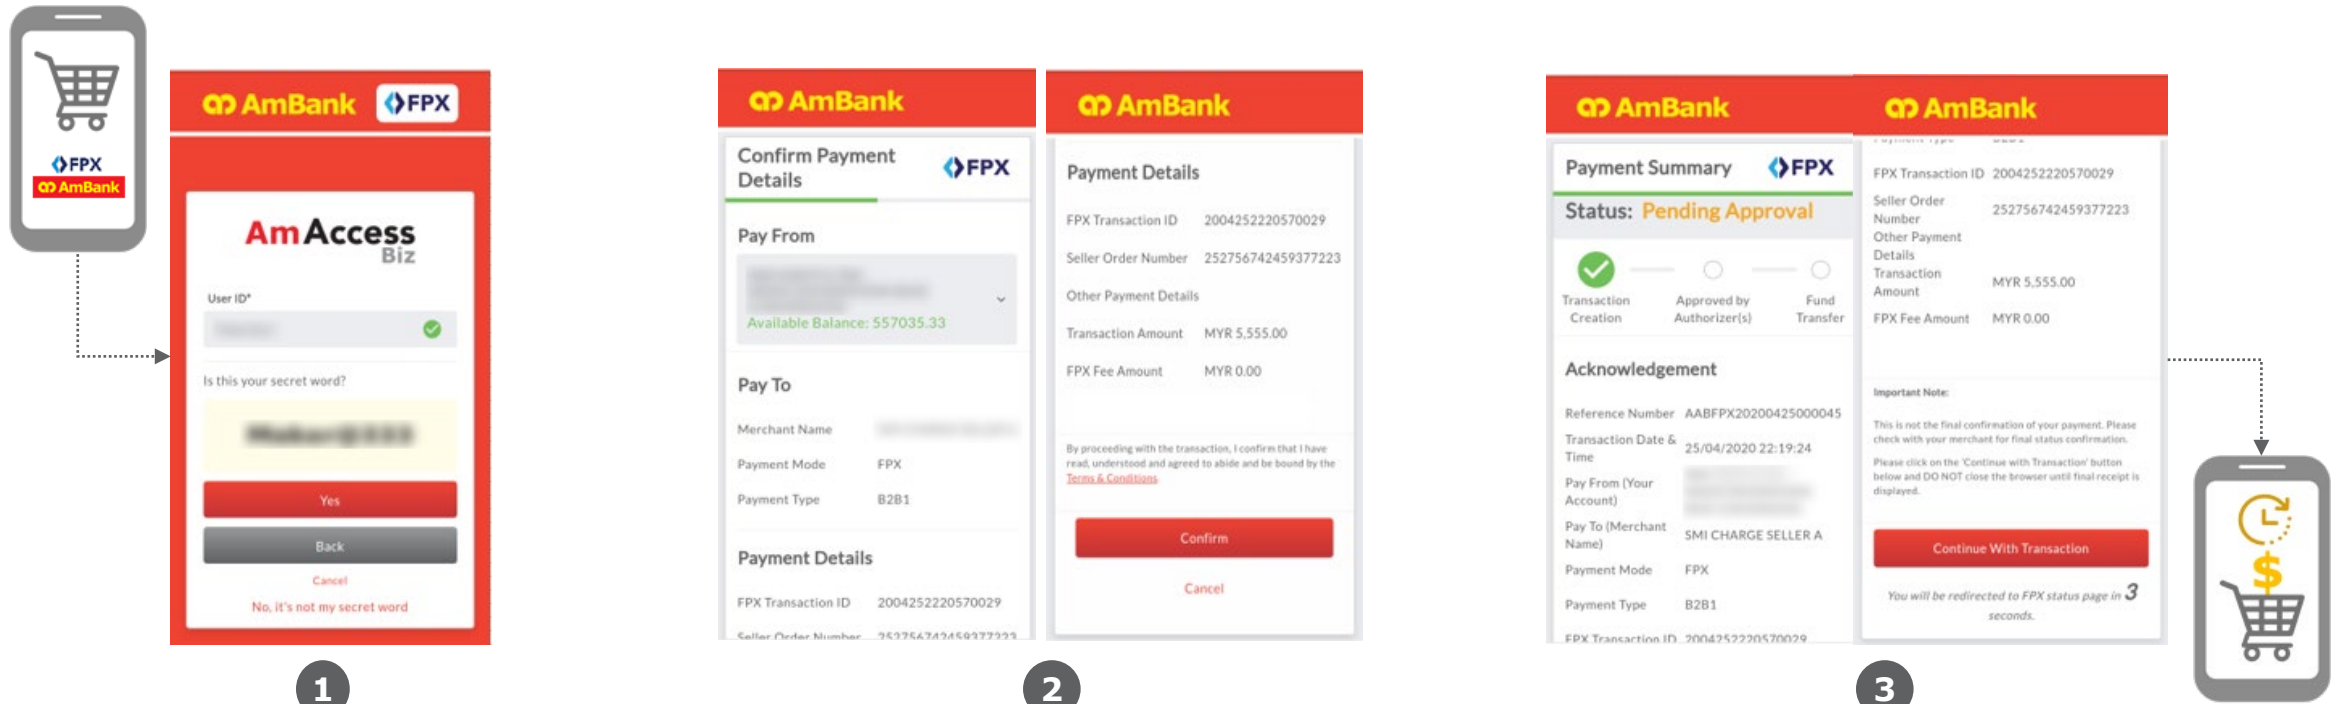 FPX
AmBank
AmBank FPX
AmAccess
Biz
User ID*
Is this your secret word?
Yes
Back
Cancel
No, it's not my secret word
1
AmBank
Confirm Payment
Details
FPX
Pay From
Available Balance: 557035.33
Pay To
Merchant Name
Payment Mode FPX
Payment Type B2B1
Payment Details
FPX Transaction ID 2004252220570029
Seller Order Number 252756742459377223
AmBank
Payment Details
FPX Transaction ID 2004252220570029
Seller Order Number 252756742459377223
Other Payment Details
Transaction Amount MYR 5,555.00
FPX Fee Amount MYR 0.00
By proceeding with the transaction, I confirm that I have
read, understood and agreed to abide and be bound by the
Terms & Conditions
Confirm
Cancel
2
AmBank
Payment Summary FPX
Status: Pending Approval
Transaction
Creation
Approved by
Authorizer(s)
Fund
Transfer
Acknowledgement
Reference Number AABFPX20200425000045
Transaction Date &
Time
25/04/2020 22:19:24
Pay From (Your
Account)
Pay To (Merchant
Name)
SMI CHARGE SELLER A
Payment Mode FPX
Payment Type B2B1
FPX Transaction ID 2004252220570029
AmBank
Payment Type B2B1
FPX Transaction ID 2004252220570029
Seller Order
Number
252756742459377223
Other Payment
Details
Transaction
Amount
MYR 5,555.00
FPX Fee Amount MYR 0.00
Important Note:
This is not the final confirmation of your payment. Please
check with your merchant for final status confirmation.
Please click on the 'Continue with Transaction' button
below and DO NOT close the browser until final receipt is
displayed.
Continue With Transaction
You will be redirected to FPX status page in 3
seconds.
3
$